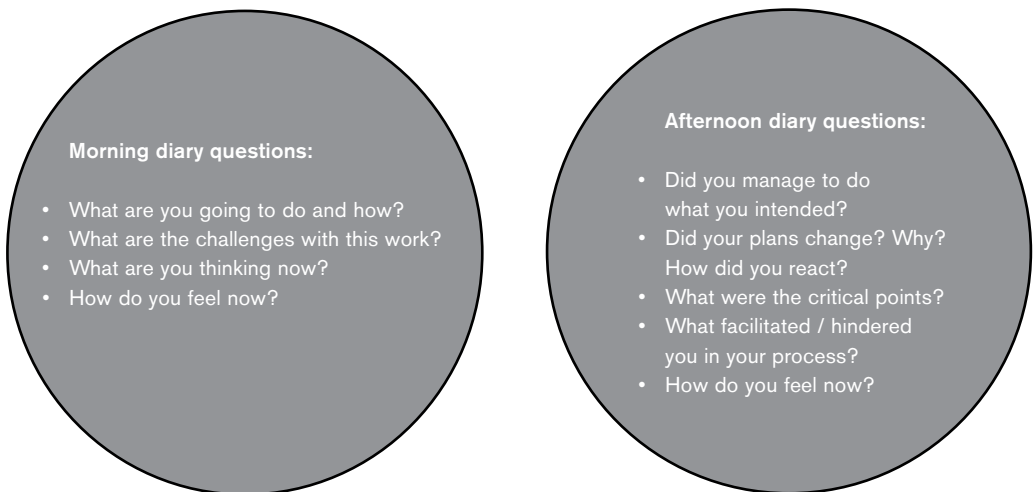 Morning diary questions:
• What are you going to do and how?
• What are the challenges with this work?
• What are you thinking now?
• How do you feel now?
Afternoon diary questions:
• Did you manage to do
what you intended?
• Did your plans change? Why?
How did you react?
• What were the critical points?
• What facilitated / hindered
you in your process?
• How do you feel now?